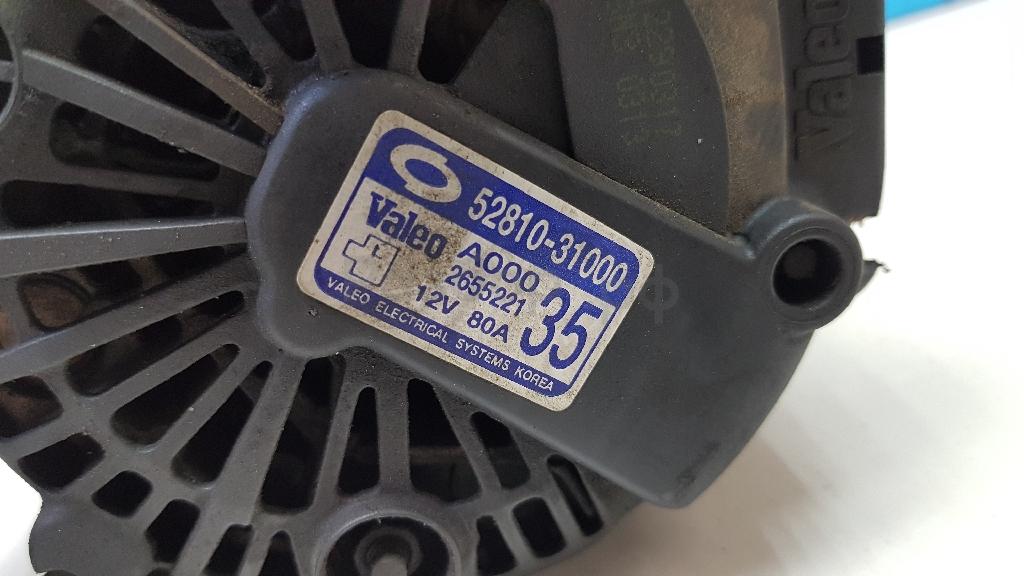 52810-31000
Valeo
A000
2655221
12V 80A
35
VALEO ELECTRICAL SYSTEMS KOREA
Valeo